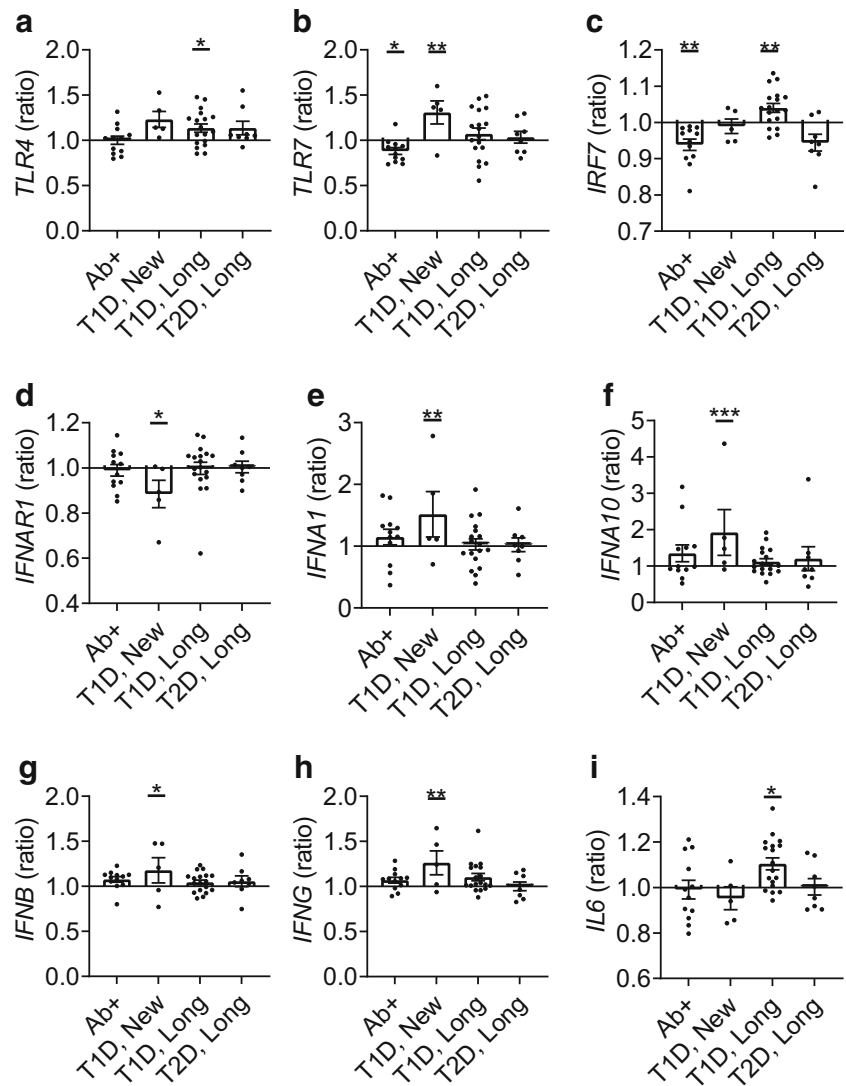 a
TLR4 (ratio)
2.0
1.5
1.0
0.5
0.0
*
Ab+
T1D, New
T1D, Long
T2D, Long
b
TLR7 (ratio)
2.0
1.5
1.0
0.5
0.0
*
**
Ab+
T1D, New
T1D, Long
T2D, Long
c
IRF7 (ratio)
1.2
1.1
1.0
0.9
0.8
0.7
**
**
Ab+
T1D, New
T1D, Long
T2D, Long
d
IFNAR1 (ratio)
1.2
1.0
0.8
0.6
0.4
*
Ab+
T1D, New
T1D, Long
T2D, Long
e
IFNA1 (ratio)
3
2
1
0
**
Ab+
T1D, New
T1D, Long
T2D, Long
f
IFNA10 (ratio)
5
4
3
2
1
0
***
Ab+
T1D, New
T1D, Long
T2D, Long
g
IFNB (ratio)
2.0
1.5
1.0
0.5
0.0
*
Ab+
T1D, New
T1D, Long
T2D, Long
h
IFNG (ratio)
2.0
1.5
1.0
0.5
0.0
**
Ab+
T1D, New
T1D, Long
T2D, Long
i
IL6 (ratio)
1.4
1.2
1.0
0.8
0.6
*
Ab+
T1D, New
T1D, Long
T2D, Long